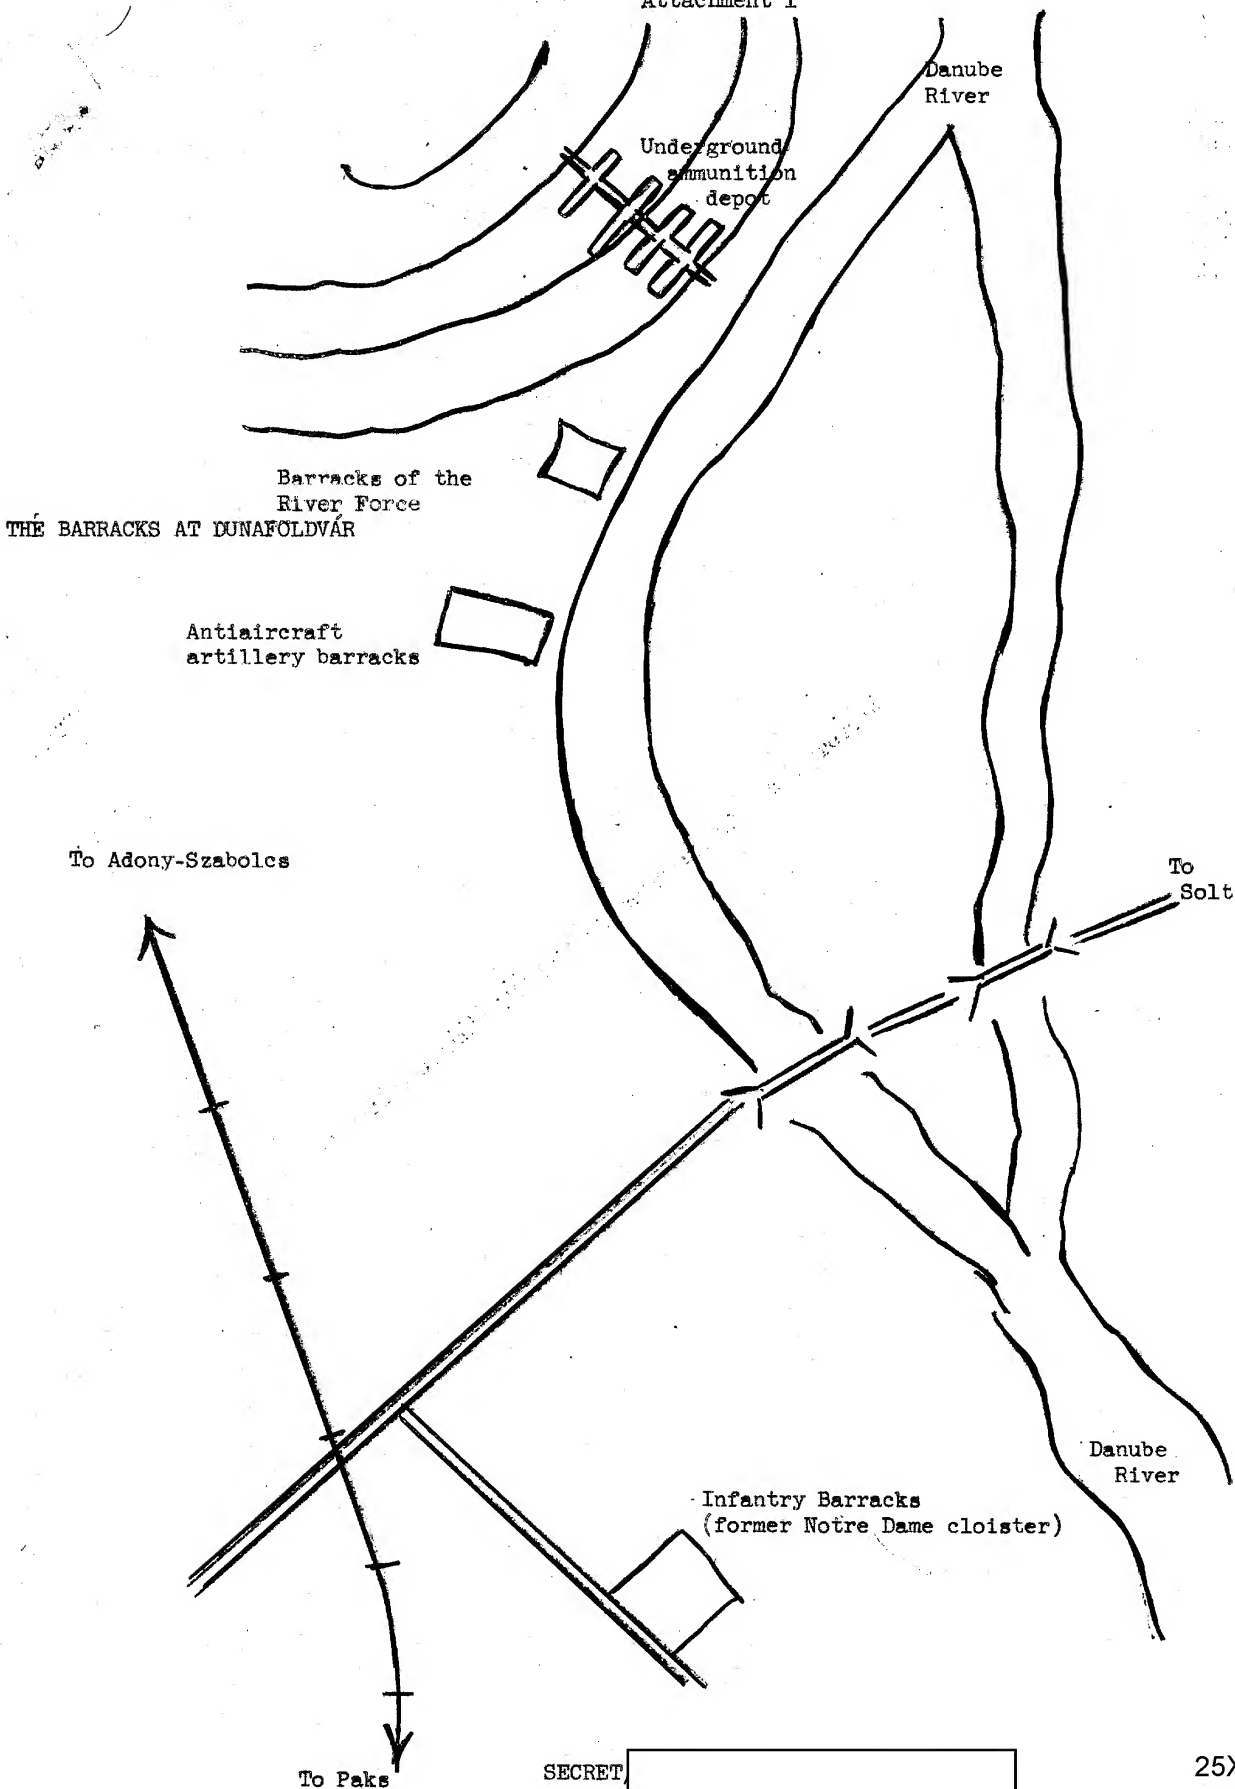 Attachment 1
Danube
River
Underground
ammunition
depot
Barracks of the
River Force
THÉ BARRACKS AT DUNAFÖLDVÁR
Antiaircraft
artillery barracks
To Adony-Szabolcs
To
Solt
Danube
River
Infantry Barracks
(former Notre Dame cloister)
To Paks
SECRET/
25X